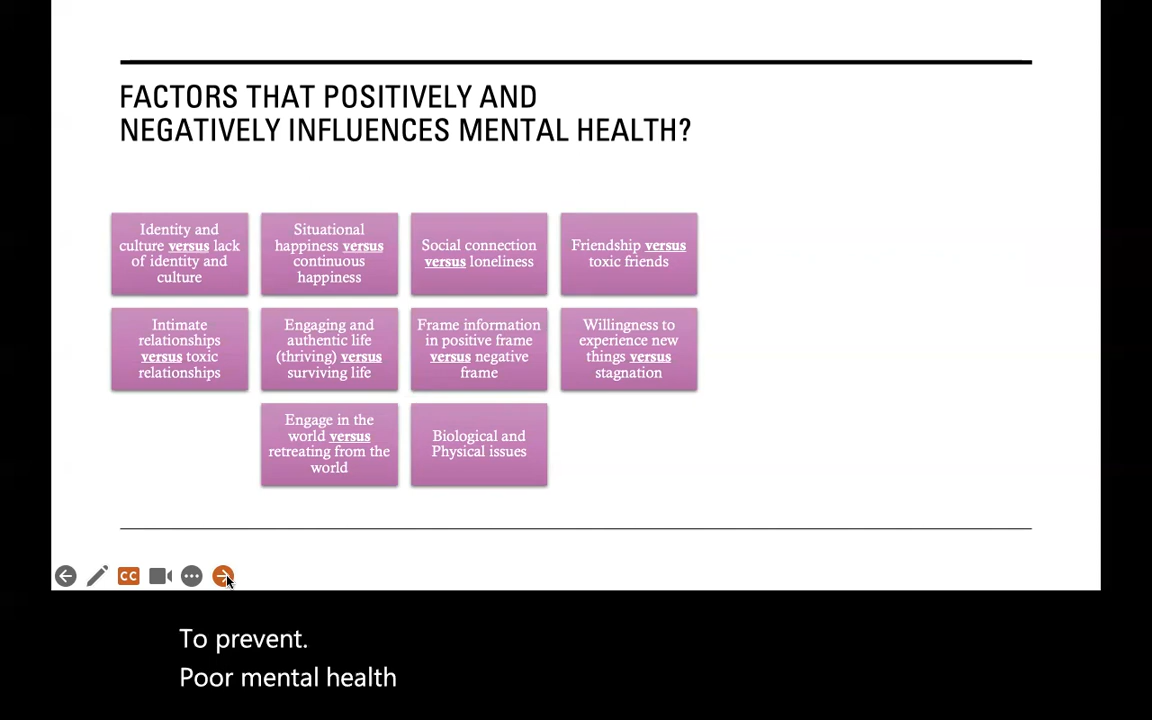 FACTORS THAT POSITIVELY AND
NEGATIVELY INFLUENCES MENTAL HEALTH?
Identity and
culture versus lack
of identity and
culture
Situational
happiness versus
continuous
happiness
Social connection
versus loneliness
Friendship versus
toxic friends
Intimate
relationships
versus toxic
relationships
Engaging and
authentic life
(thriving) versus
surviving life
Frame information
in positive frame
versus negative
frame
Willingness to
experience new
things versus
stagnation
Engage in the
world versus
retreating from the
world
Biological and
Physical issues
CC
To prevent.
Poor mental health